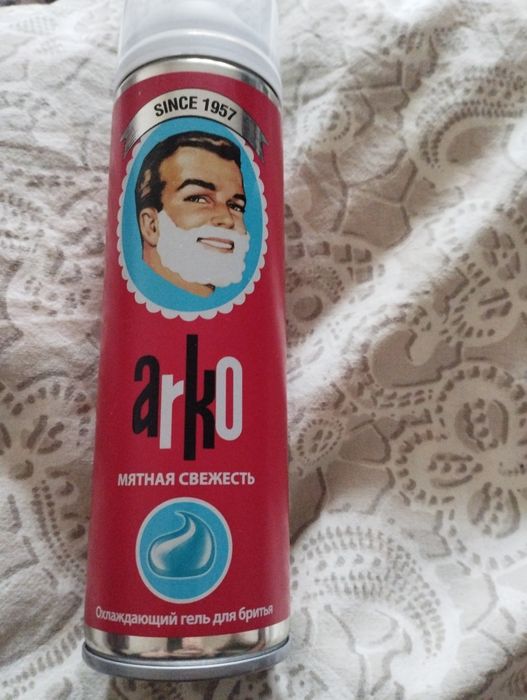 SINCE 1957
arko
МЯТНАЯ СВЕЖЕСТЬ
Охлаждающий гель для бритья